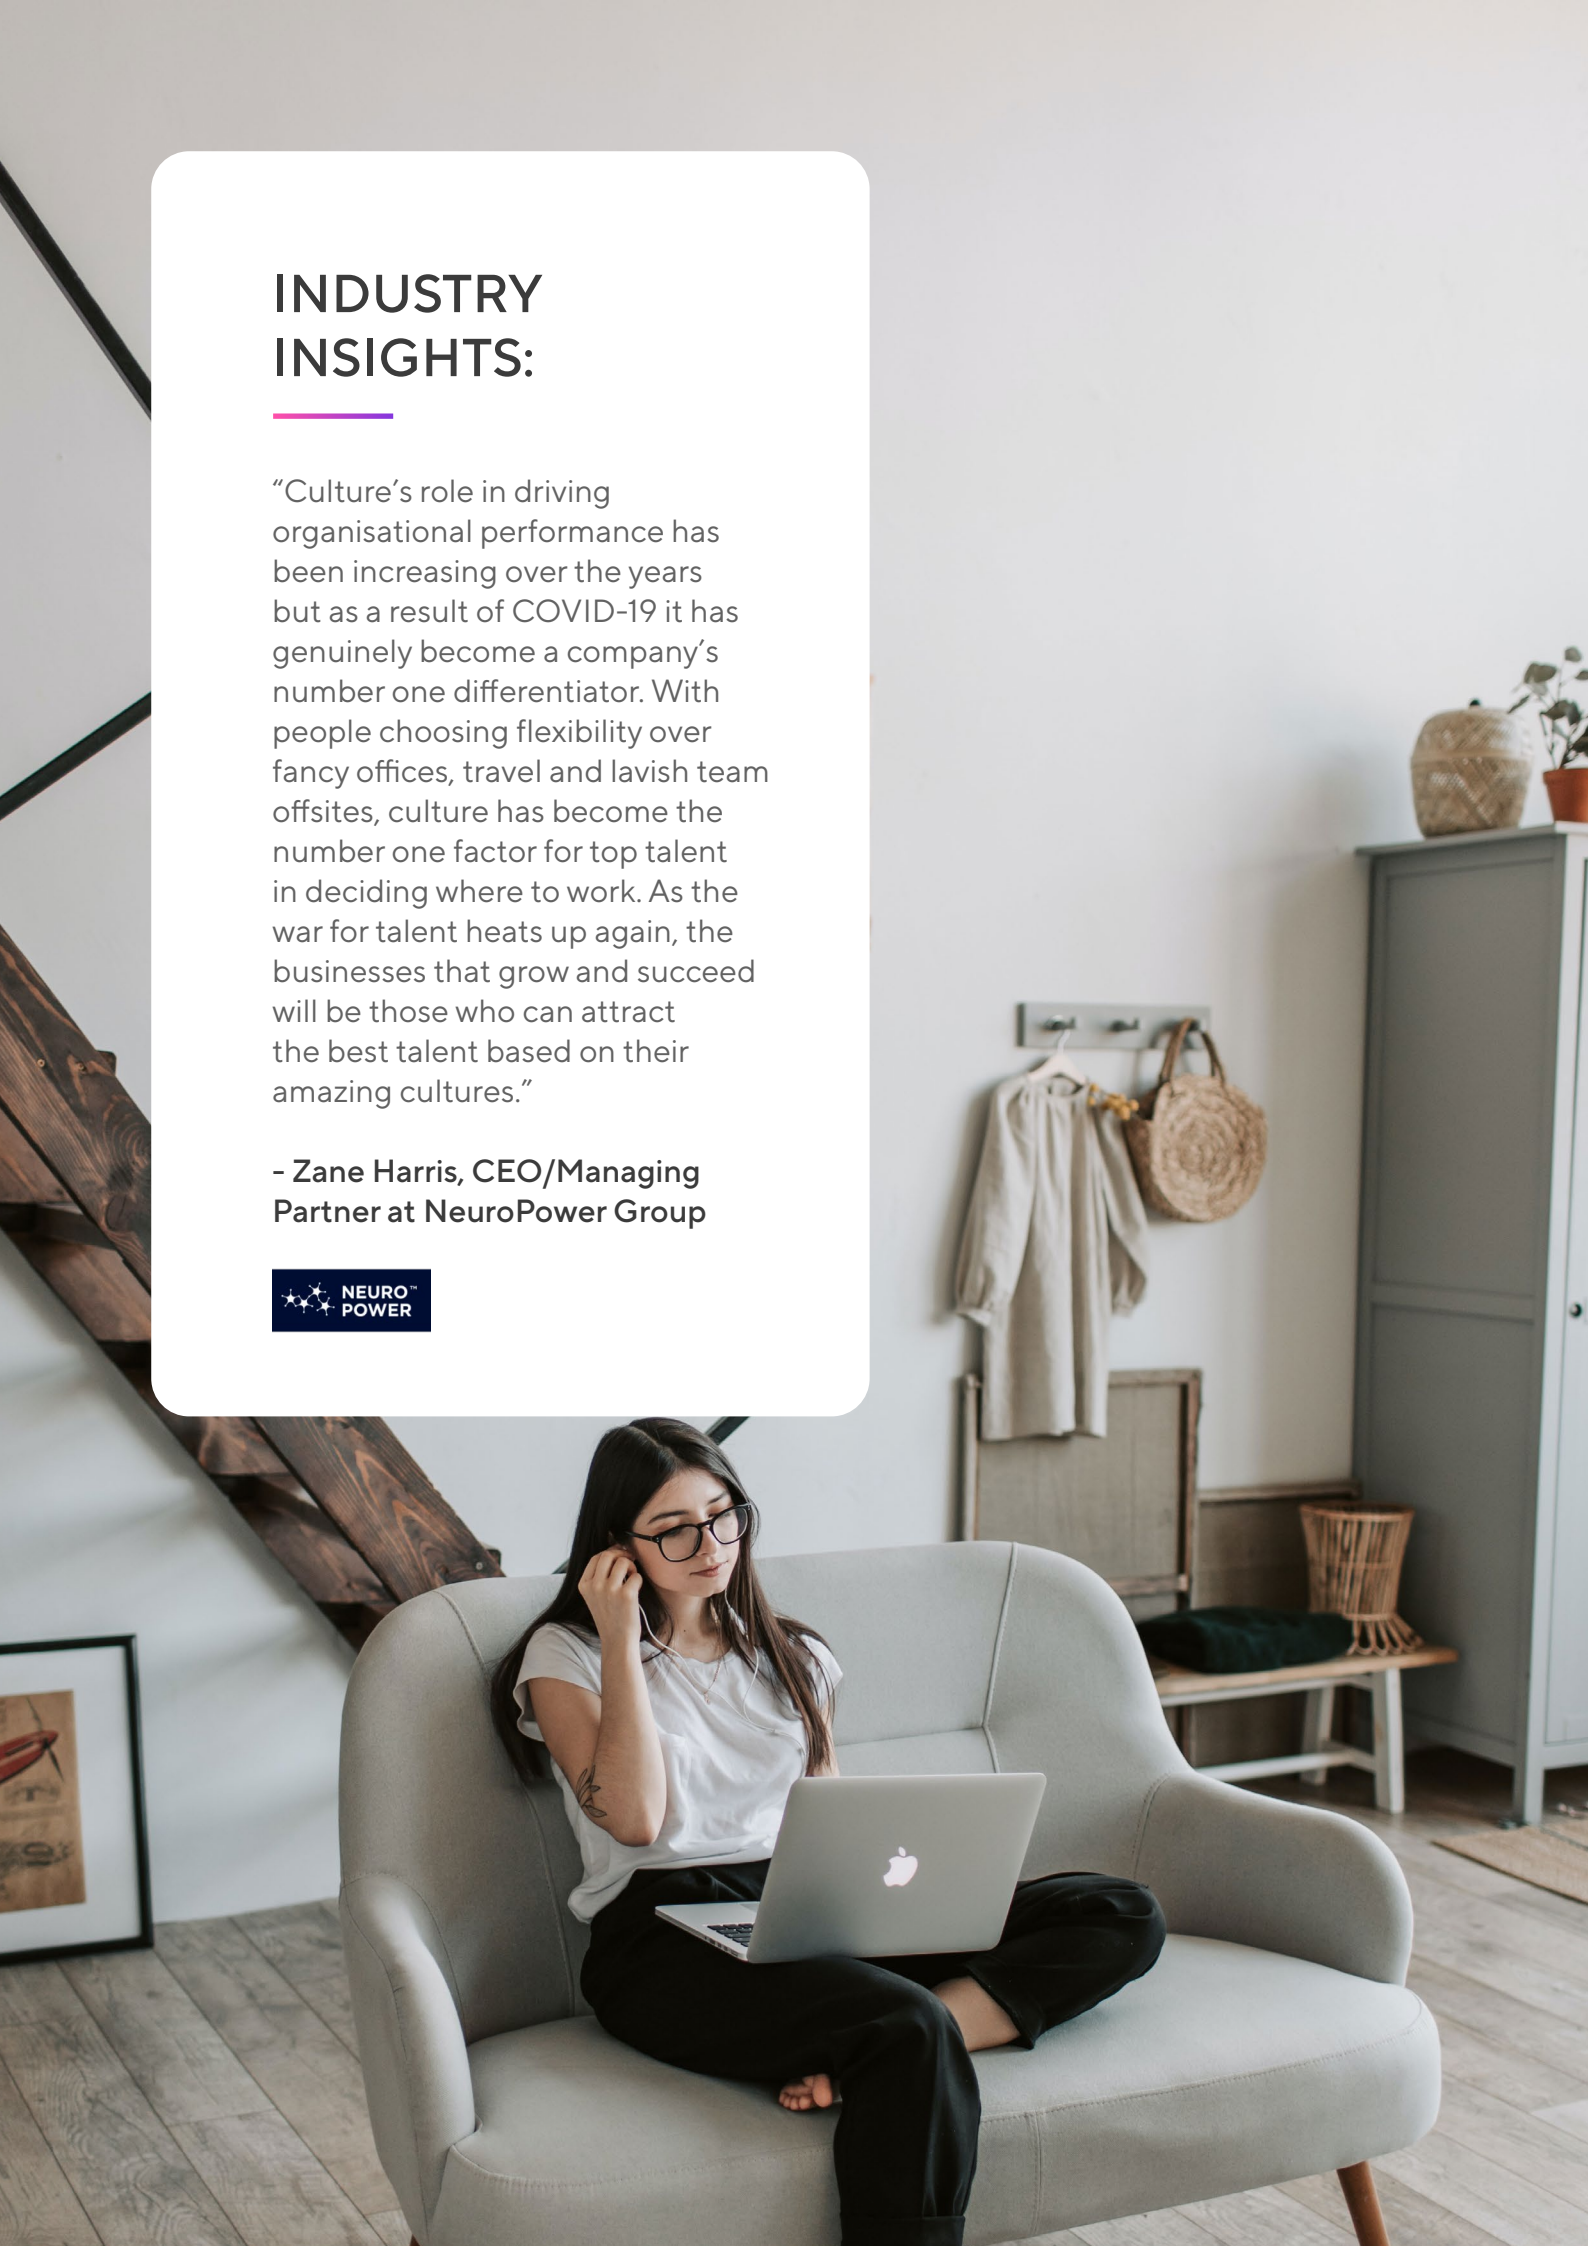 INDUSTRY
INSIGHTS:
“Culture’s role in driving
organisational performance has
been increasing over the years
but as a result of COVID-19 it has
genuinely become a company’s
number one differentiator. With
people choosing flexibility over
fancy offices, travel and lavish team
offsites, culture has become the
number one factor for top talent
in deciding where to work. As the
war for talent heats up again, the
businesses that grow and succeed
will be those who can attract
the best talent based on their
amazing cultures.”
- Zane Harris, CEO/Managing
Partner at NeuroPower Group
NEURO™
POWER